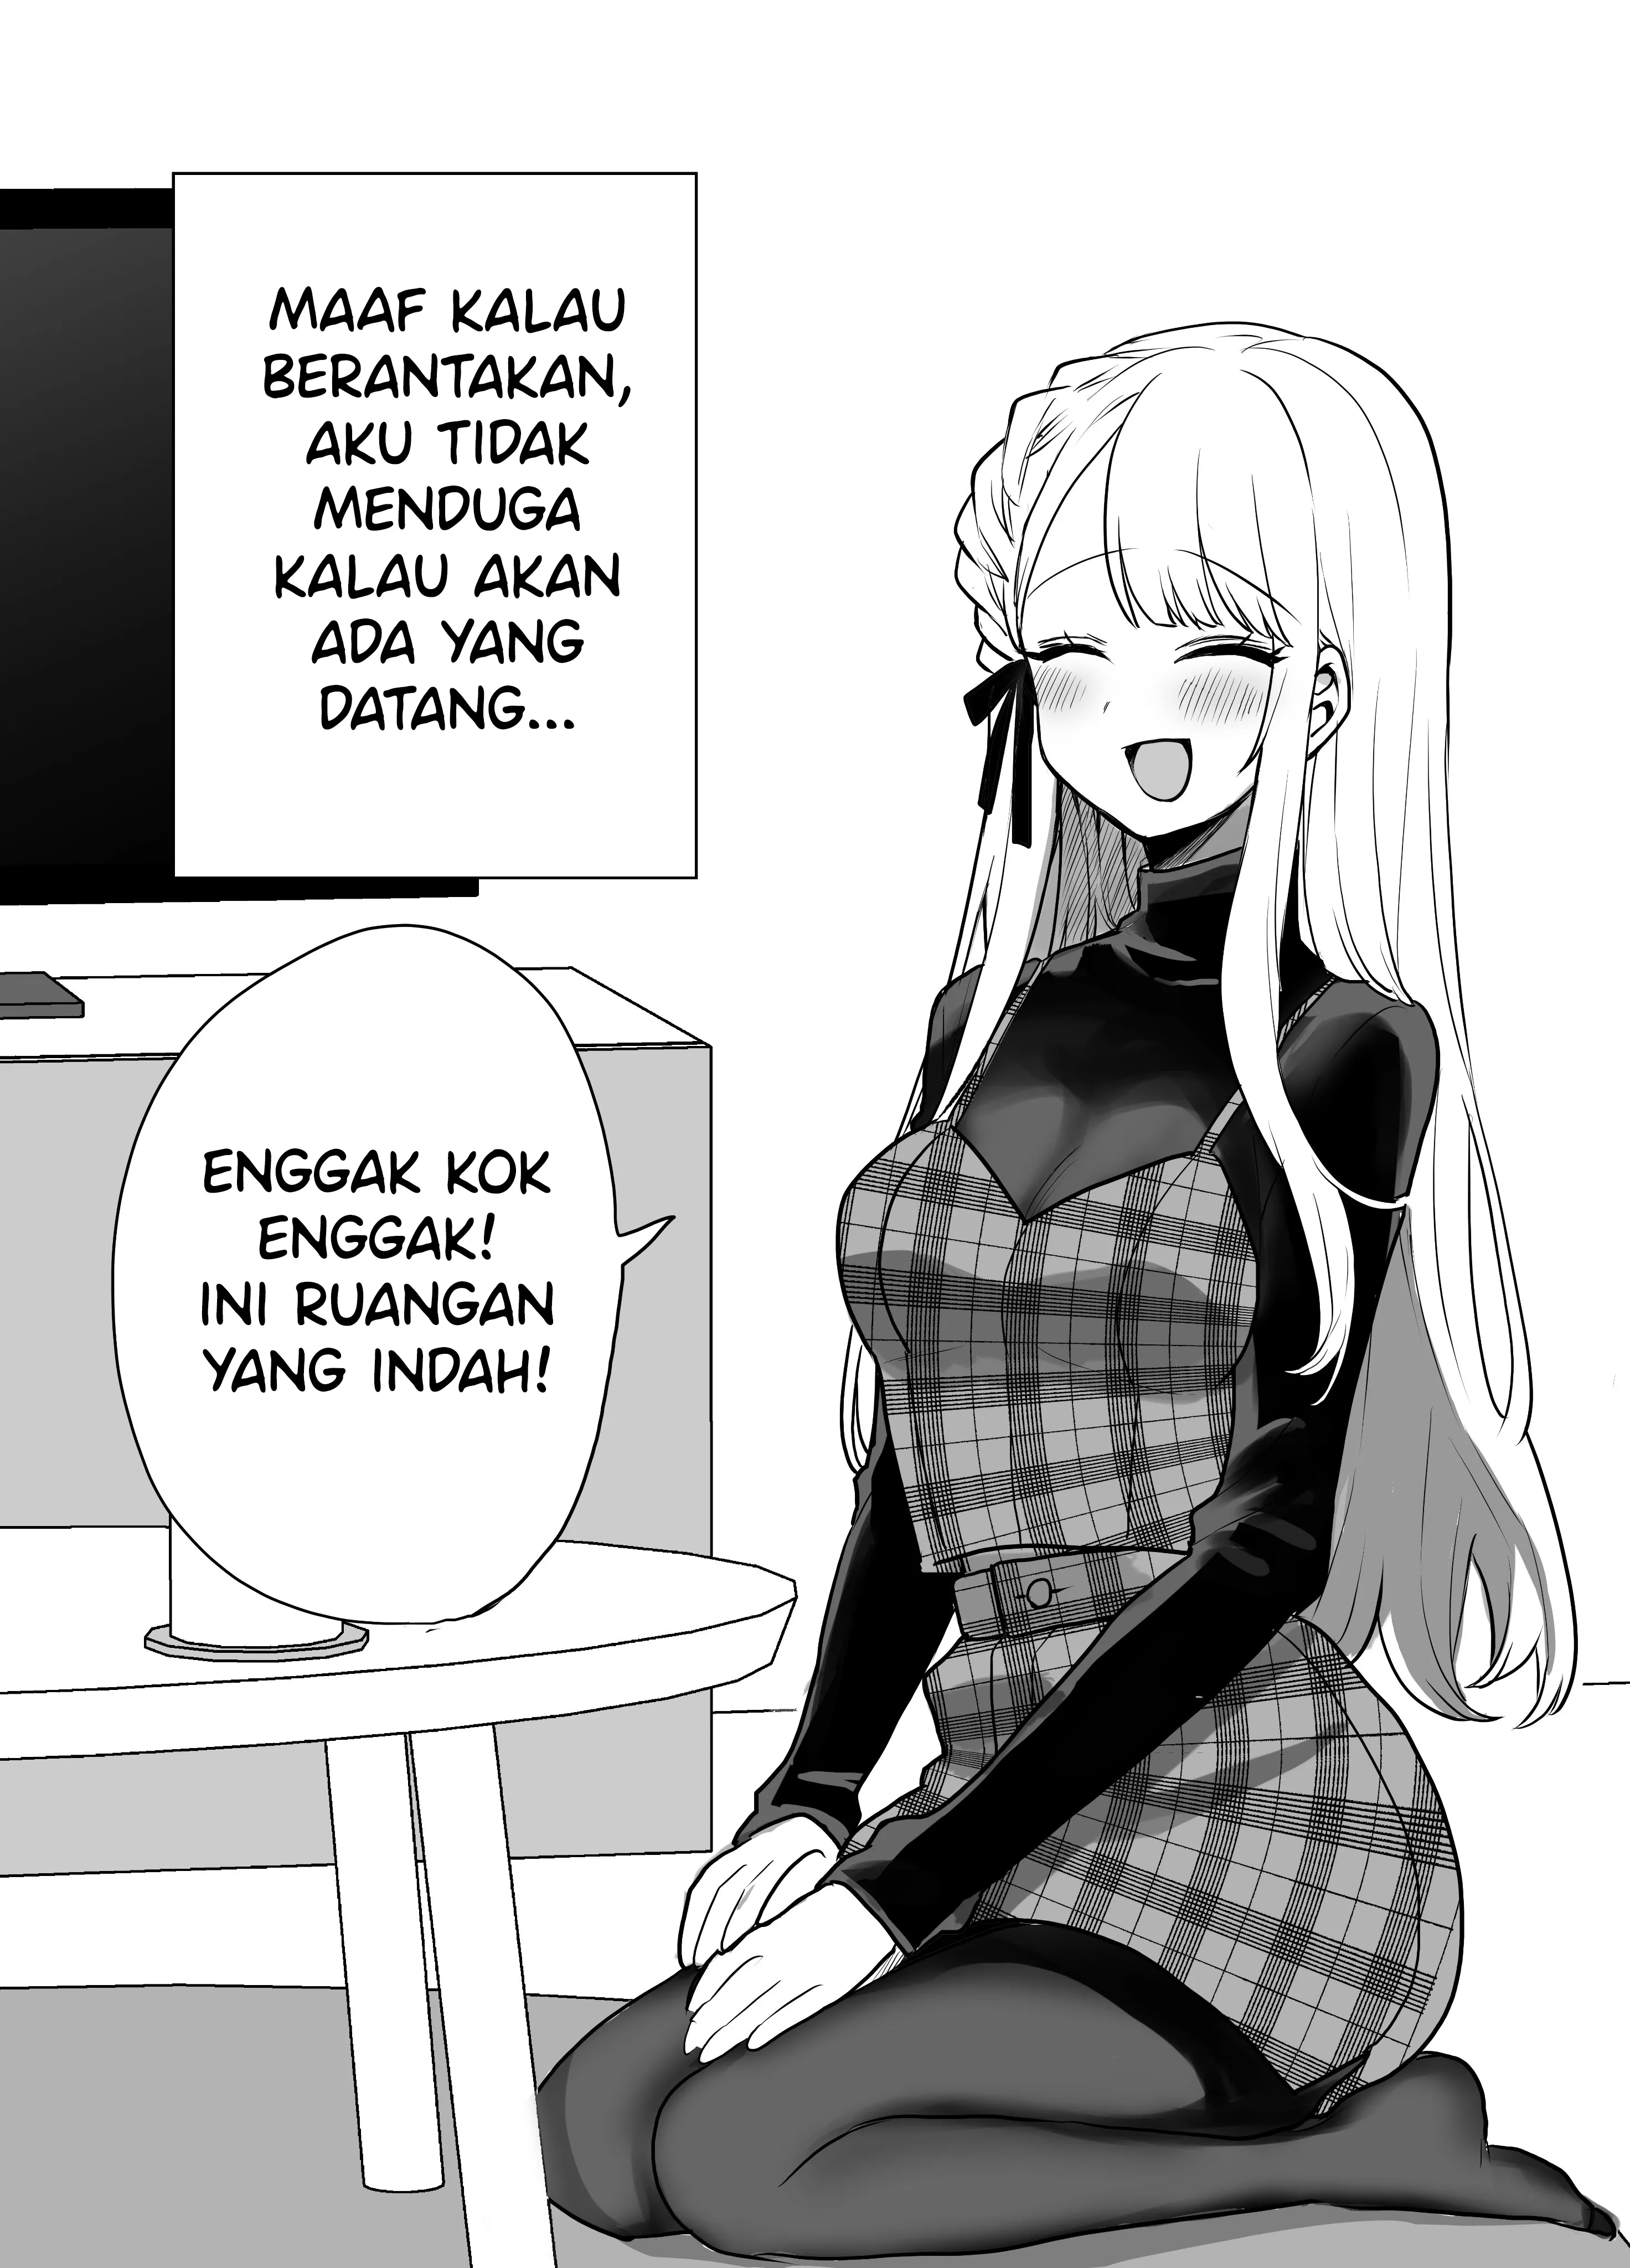 MAAF KALAU
BERANTAKAN,
AKU TIDAK
MENDUGA
KALAU AKAN
ADA YANG
DATANG...
ENGGAK KOK
ENGGAK!
INI RUANGAN
YANG INDAH!